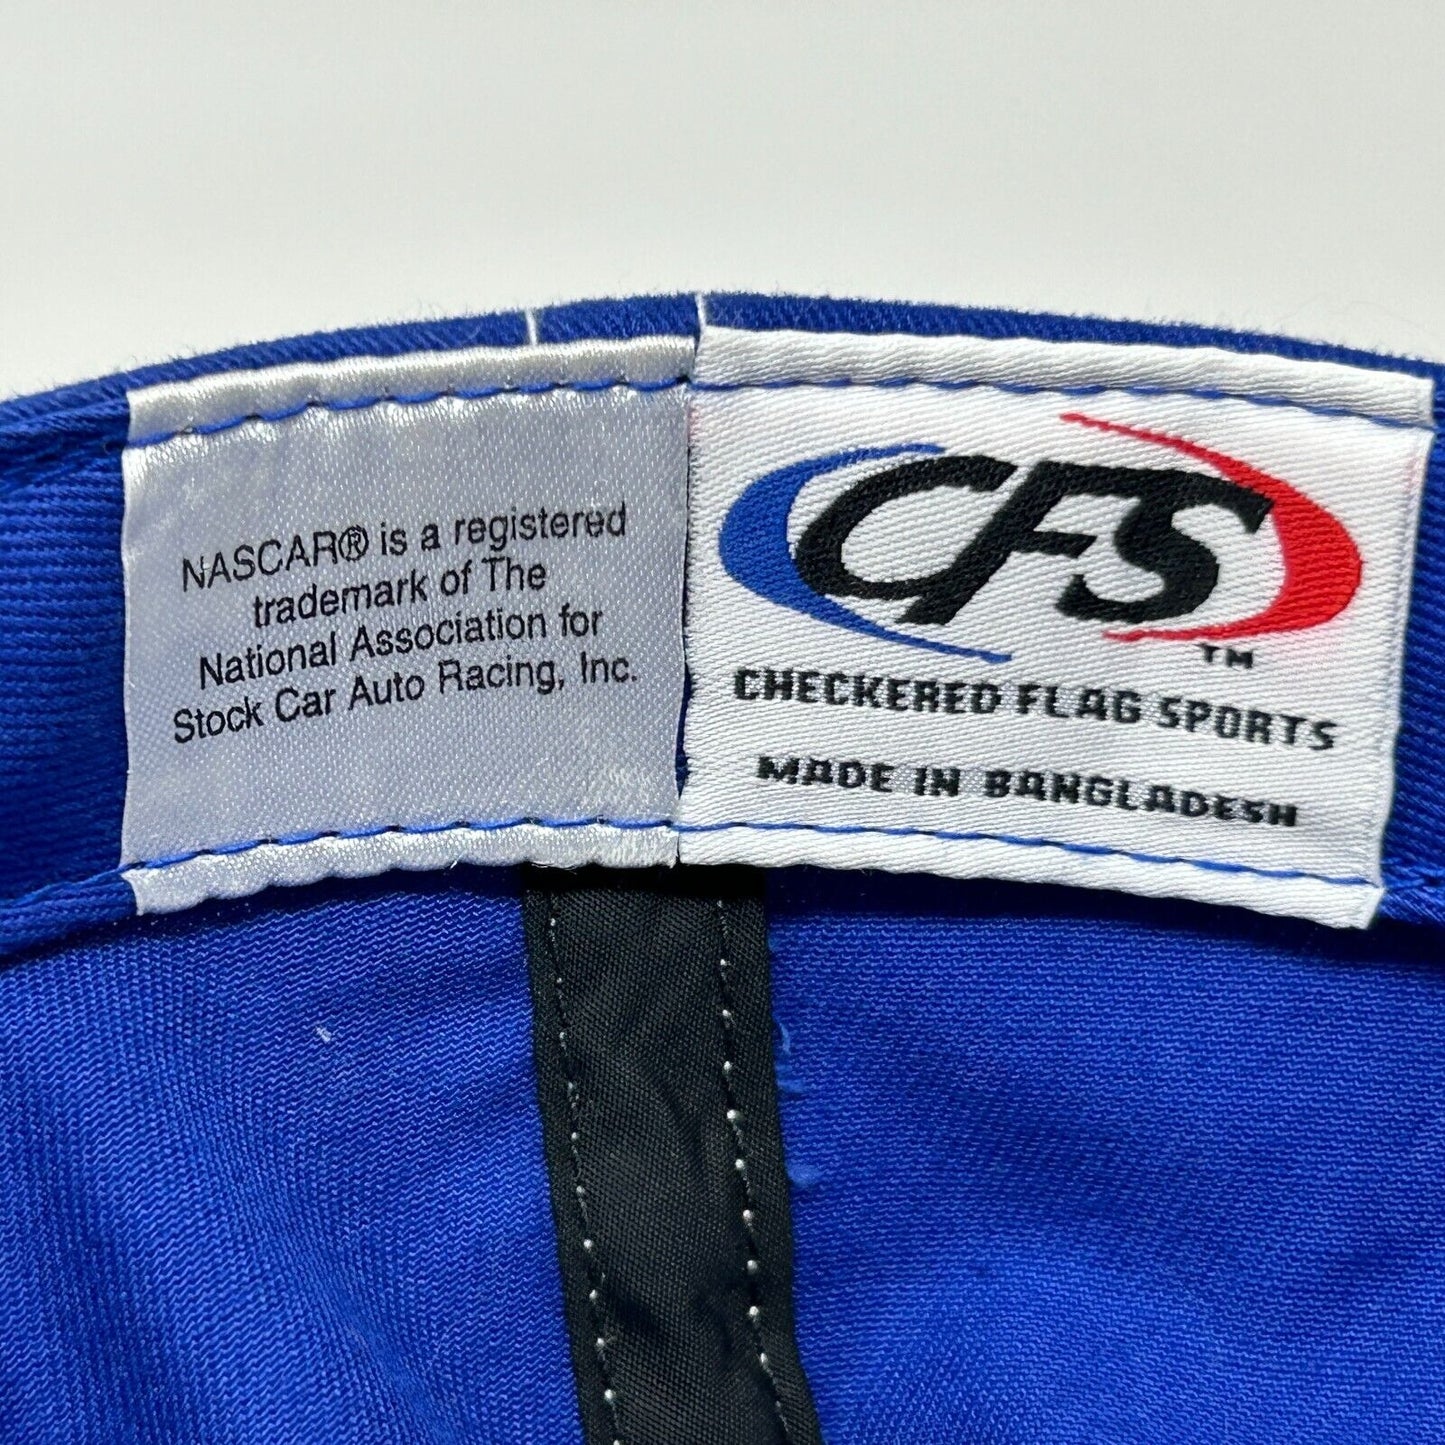 NASCAR® is a registered
trademark of The
National Association for
Stock Car Auto Racing, Inc.
CFS
TM
CHECKERED FLAG SPORTS
MADE IN BANGLADESH